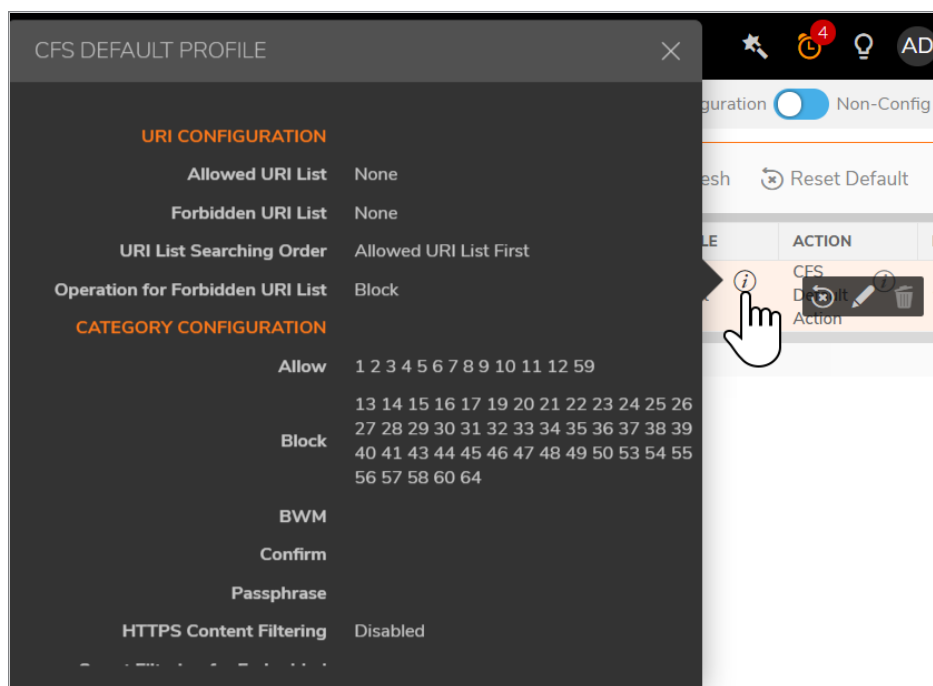 CFS DEFAULT PROFILE
4
AD
guration
Non-Config
URI CONFIGURATION
Allowed URI List None
esh
Reset Default
Forbidden URI List None
LE
ACTION
URI List Searching Order Allowed URI List First
CFS
Default
Action
Operation for Forbidden URI List Block
CATEGORY CONFIGURATION
Allow 1 2 3 4 5 6 7 8 9 10 11 12 59
Block
13 14 15 16 17 19 20 21 22 23 24 25 26
27 28 29 30 31 32 33 34 35 36 37 38 39
40 41 43 44 45 46 47 48 49 50 53 54 55
56 57 58 60 64
BWM
Confirm
Passphrase
HTTPS Content Filtering Disabled